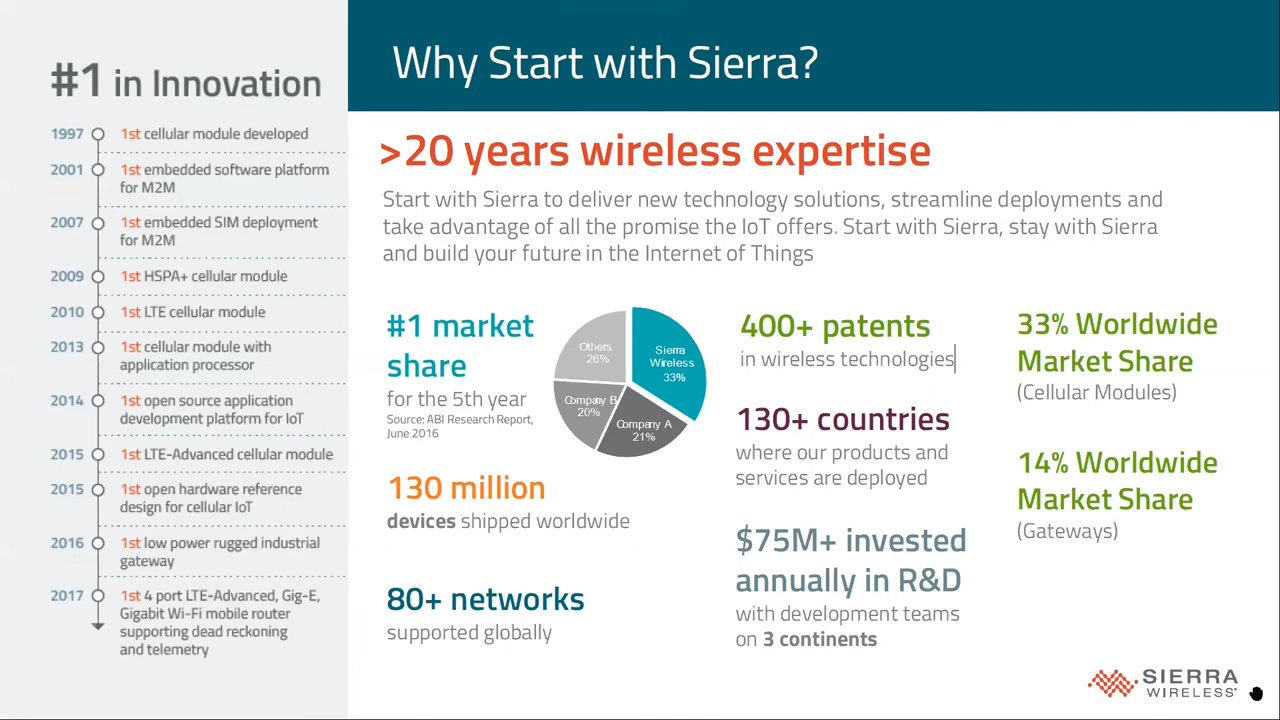 #1 in Innovation
1997 1st cellular module developed
2001 1st embedded software platform
for M2M
2007 1st embedded SIM deployment
for M2M
2009 1st HSPA+ cellular module
2010 1st LTE cellular module
2013 1st cellular module with
application processor
2014 1st open source application
development platform for IoT
2015 1st LTE-Advanced cellular module
2015 1st open hardware reference
design for cellular IoT
2016 1st low power rugged industrial
gateway
2017 1st 4 port LTE-Advanced, Gig-E,
Gigabit Wi-Fi mobile router
supporting dead reckoning
and telemetry
Why Start with Sierra?
>20 years wireless expertise
Start with Sierra to deliver new technology solutions, streamline deployments and
take advantage of all the promise the IoT offers. Start with Sierra, stay with Sierra
and build your future in the Internet of Things
#1 market
share
for the 5th year
Source: ABI Research Report,
June 2016
Others
26%
Sierra
Wireless
33%
Company B
20%
Company A
21%
130 million
devices shipped worldwide
80+ networks
supported globally
400+ patents
in wireless technologies
130+ countries
where our products and
services are deployed
$75M+ invested
annually in R&D
with development teams
on 3 continents
33% Worldwide
Market Share
(Cellular Modules)
14% Worldwide
Market Share
(Gateways)
SIERRA
WIRELESS